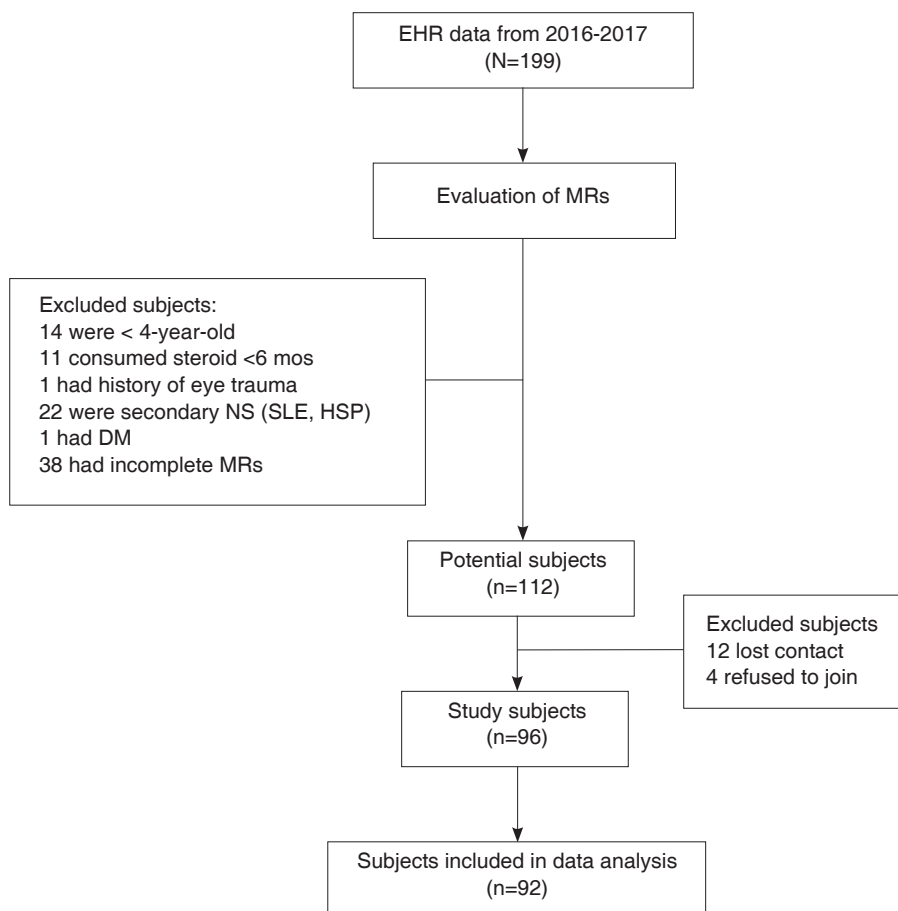 EHR data from 2016-2017
(N=199)
Evaluation of MRs
Excluded subjects:
14 were < 4-year-old
11 consumed steroid <6 mos
1 had history of eye trauma
22 were secondary NS (SLE, HSP)
1 had DM
38 had incomplete MRs
Potential subjects
(n=112)
Excluded subjects
12 lost contact
4 refused to join
Study subjects
(n=96)
Subjects included in data analysis
(n=92)